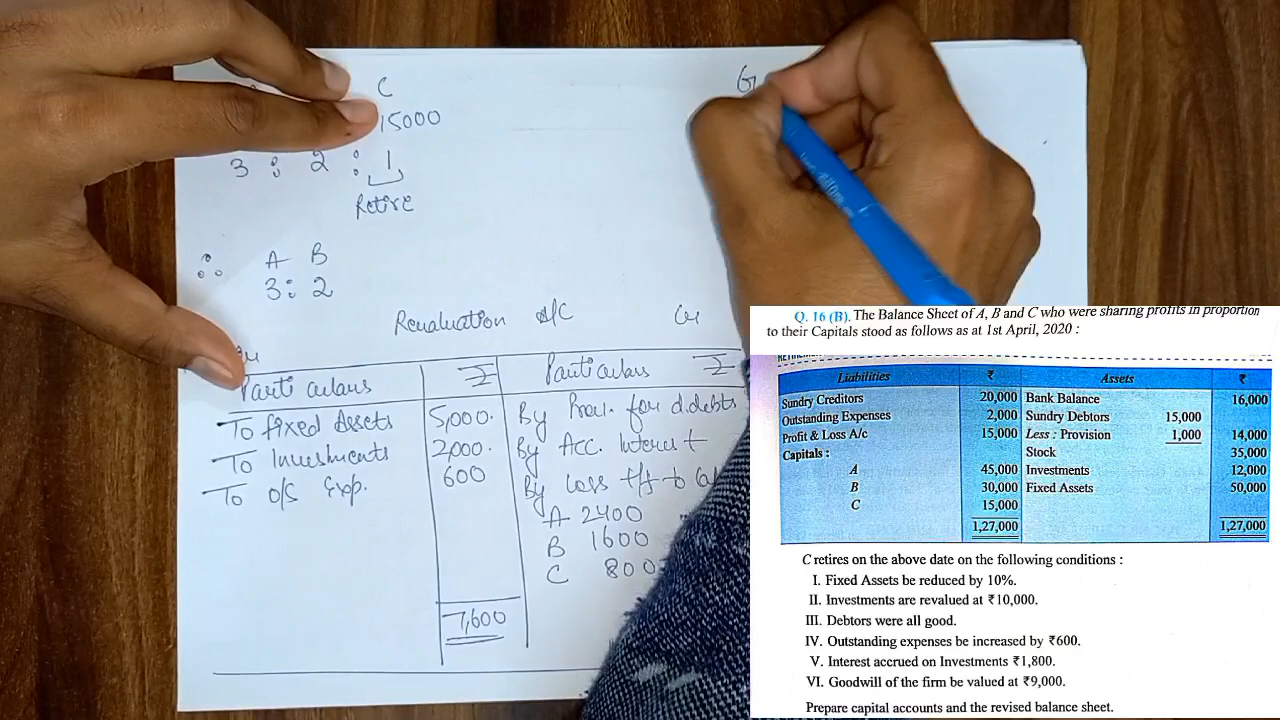 C
15000
3 : 2 : 1
Retire
∴ A B
3 : 2
Revaluation A/C
Particulars ₹ Particulars ₹
To fixed Assets 5,000. By Prov. for d.debts
To Investments 2,000. By Acc. Interest
To O/s Exp. 600 By Loss t/f to
A 2400
B 1600
C 800
7,600
Q. 16 (B). The Balance Sheet of A, B and C who were sharing profits in proportion
to their Capitals stood as follows as at 1st April, 2020 :
Liabilities ₹ Assets ₹
Sundry Creditors 20,000 Bank Balance 16,000
Outstanding Expenses 2,000 Sundry Debtors 15,000
Profit & Loss A/c 15,000 Less : Provision 1,000 14,000
Capitals : Stock 35,000
A 45,000 Investments 12,000
B 30,000 Fixed Assets 50,000
C 15,000
1,27,000 1,27,000
C retires on the above date on the following conditions :
I. Fixed Assets be reduced by 10%.
II. Investments are revalued at ₹10,000.
III. Debtors were all good.
IV. Outstanding expenses be increased by ₹600.
V. Interest accrued on Investments ₹1,800.
VI. Goodwill of the firm be valued at ₹9,000.
Prepare capital accounts and the revised balance sheet.